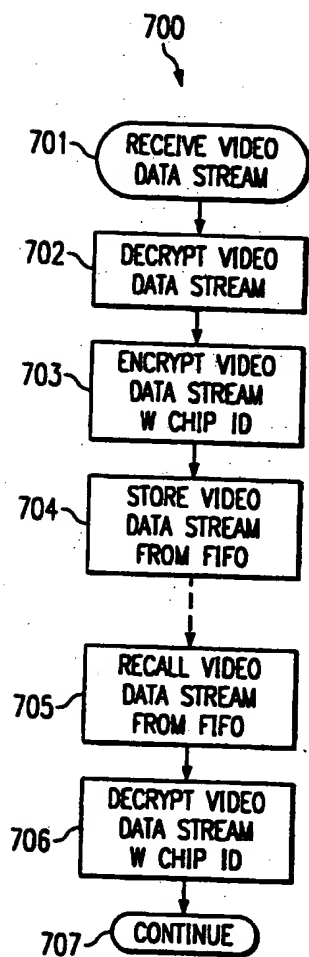 700
701
RECEIVE VIDEO
DATA STREAM
702
DECRYPT VIDEO
DATA STREAM
703
ENCRYPT VIDEO
DATA STREAM
W CHIP ID
704
STORE VIDEO
DATA STREAM
FROM FIFO
705
RECALL VIDEO
DATA STREAM
FROM FIFO
706
DECRYPT VIDEO
DATA STREAM
W CHIP ID
707
CONTINUE